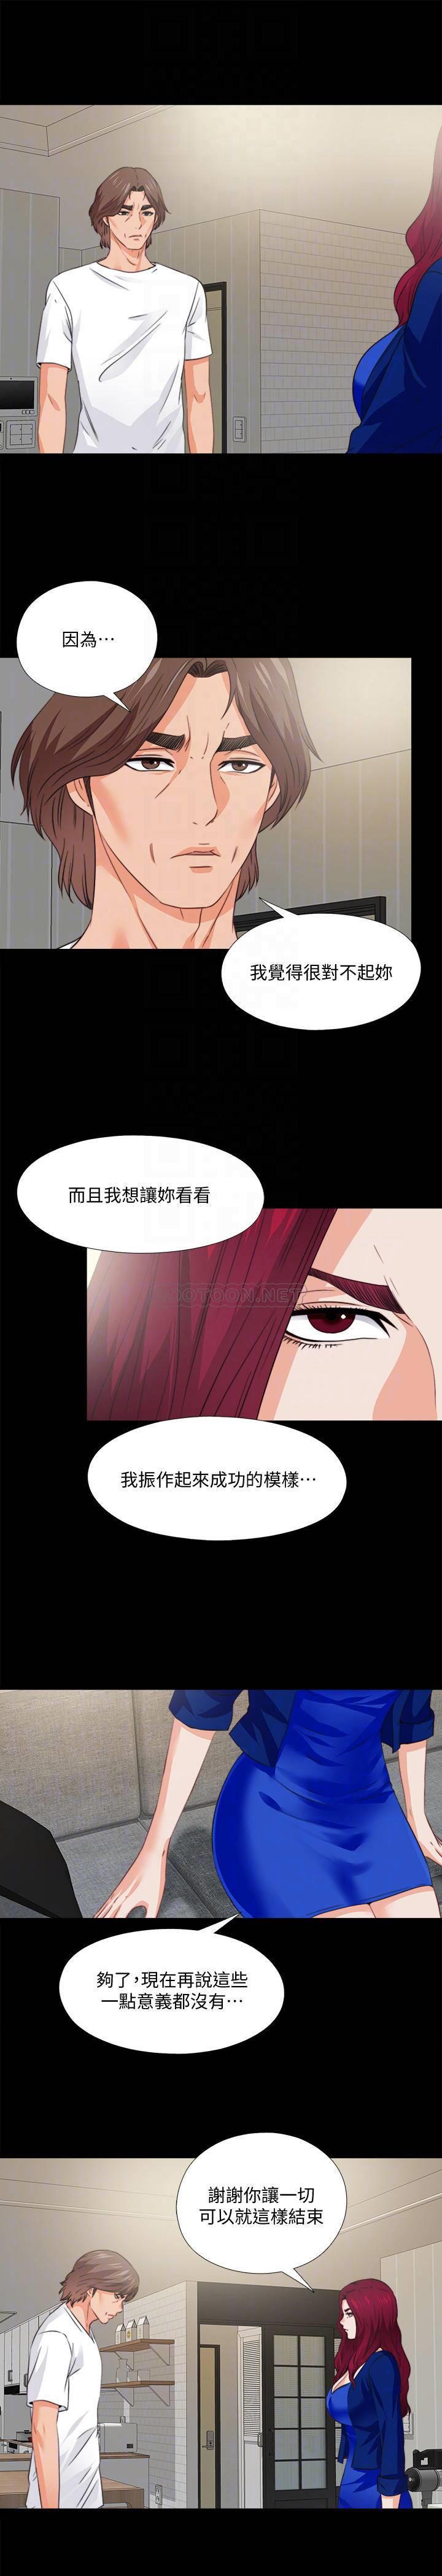 因為…
我覺得很對不起妳
而且我想讓妳看看
TOON.NET
我振作起來成功的模樣…
夠了，現在再說這些
一點意義都沒有…
謝謝你讓一切
可以就這樣結束